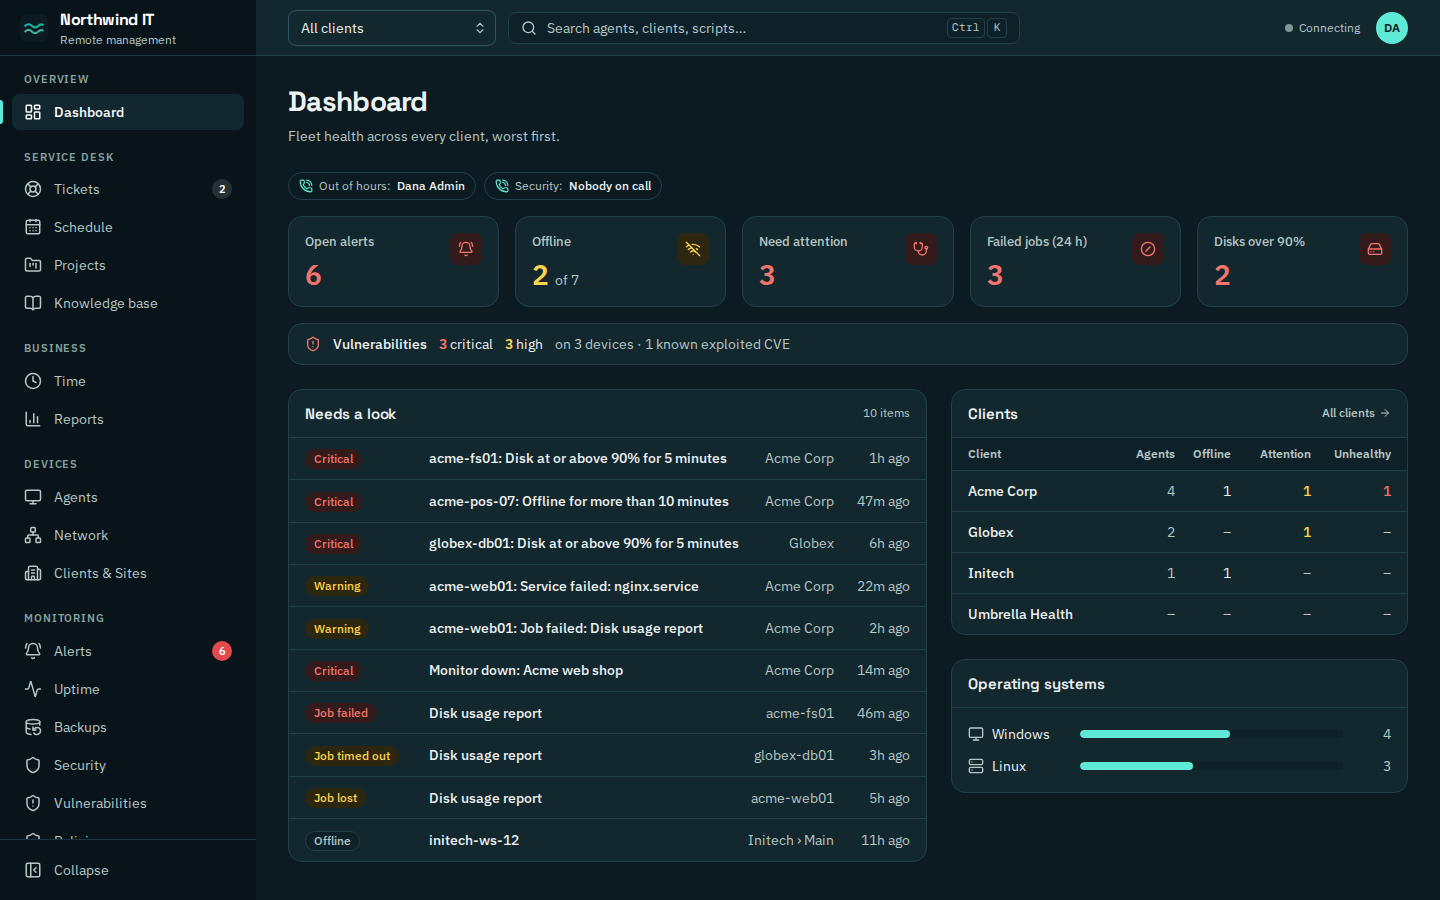 Northwind IT
Remote management
All clients
Search agents, clients, scripts...
Ctrl K
Connecting
DA
OVERVIEW
Dashboard
SERVICE DESK
Tickets 2
Schedule
Projects
Knowledge base
BUSINESS
Time
Reports
DEVICES
Agents
Network
Clients & Sites
MONITORING
Alerts 6
Uptime
Backups
Security
Vulnerabilities
Collapse
Dashboard
Fleet health across every client, worst first.
Out of hours: Dana Admin
Security: Nobody on call
Open alerts
6
Offline
2 of 7
Need attention
3
Failed jobs (24 h)
3
Disks over 90%
2
Vulnerabilities 3 critical 3 high on 3 devices · 1 known exploited CVE
Needs a look 10 items
Critical acme-fs01: Disk at or above 90% for 5 minutes Acme Corp 1h ago
Critical acme-pos-07: Offline for more than 10 minutes Acme Corp 47m ago
Critical globex-db01: Disk at or above 90% for 5 minutes Globex 6h ago
Warning acme-web01: Service failed: nginx.service Acme Corp 22m ago
Warning acme-web01: Job failed: Disk usage report Acme Corp 2h ago
Critical Monitor down: Acme web shop Acme Corp 14m ago
Job failed Disk usage report acme-fs01 46m ago
Job timed out Disk usage report globex-db01 3h ago
Job lost Disk usage report acme-web01 5h ago
Offline initech-ws-12 Initech › Main 11h ago
Clients All clients →
Client Agents Offline Attention Unhealthy
Acme Corp 4 1 1 1
Globex 2 – 1 –
Initech 1 1 – –
Umbrella Health – – – –
Operating systems
Windows 4
Linux 3